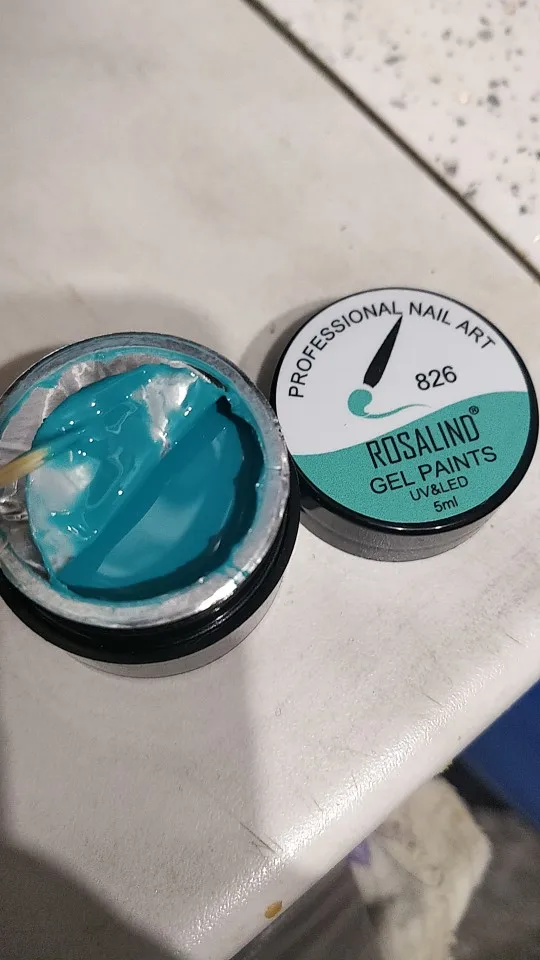 PROFESSIONAL NAIL ART
826
ROSALIND®
GEL PAINTS
UV&LED
5ml